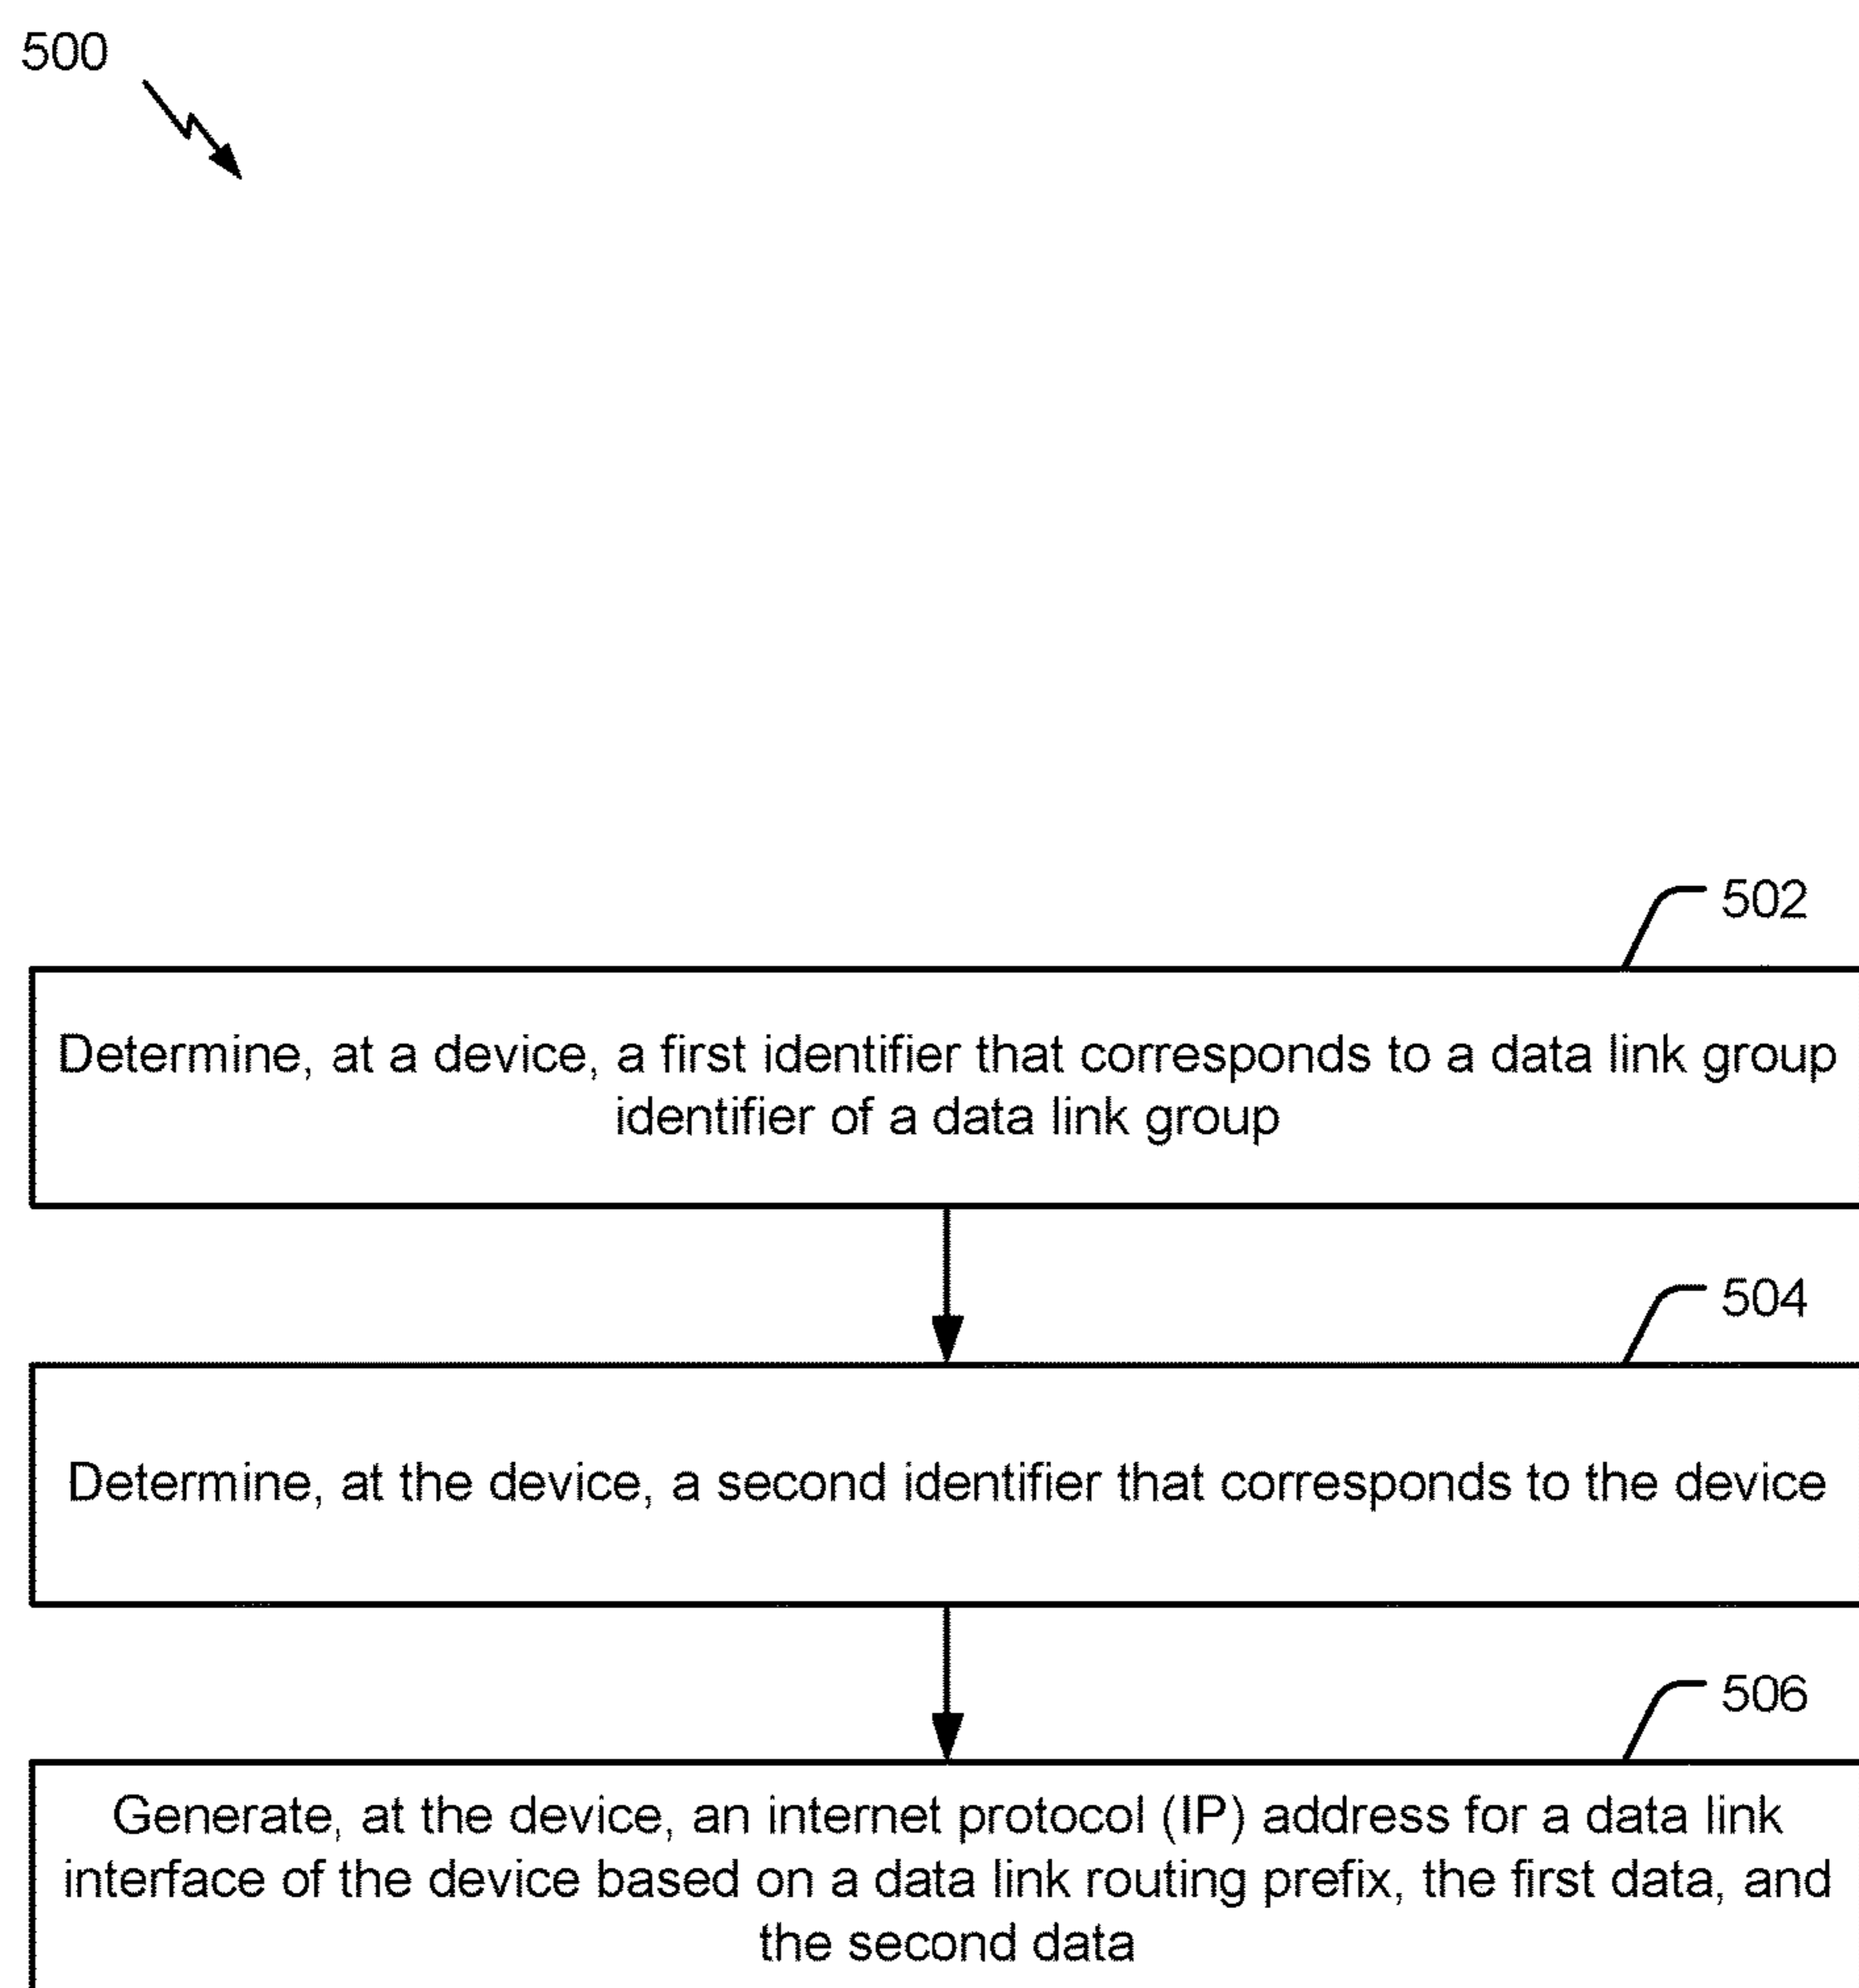 500
502
Determine, at a device, a first identifier that corresponds to a data link group
identifier of a data link group
504
Determine, at the device, a second identifier that corresponds to the device
506
Generate, at the device, an internet protocol (IP) address for a data link
interface of the device based on a data link routing prefix, the first data, and
the second data